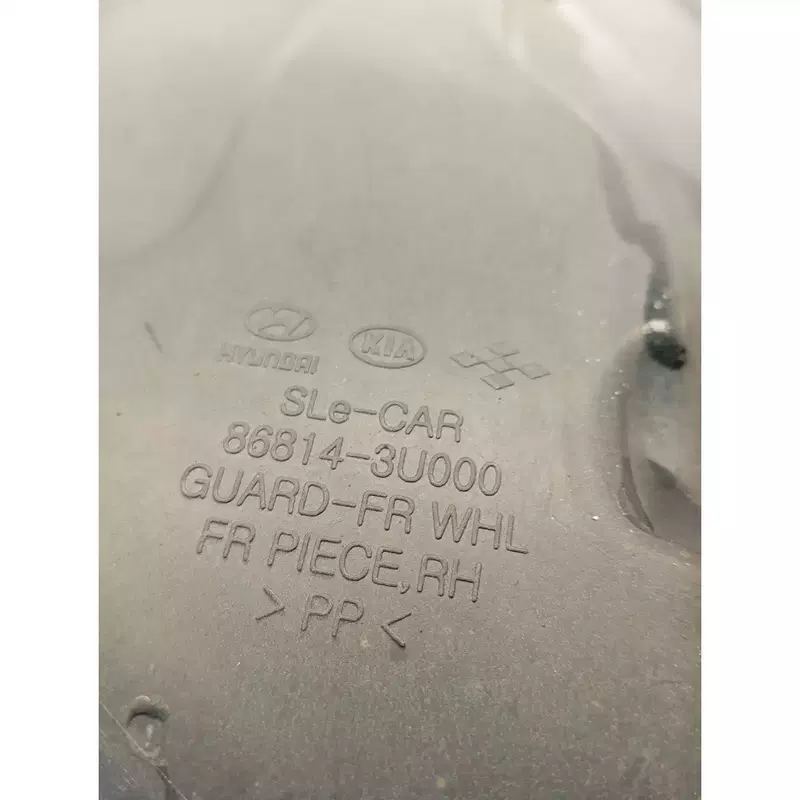 HYUNDAI KIA
SLe-CAR
86814-3U000
GUARD-FR WHL
FR PIECE,RH
> PP <